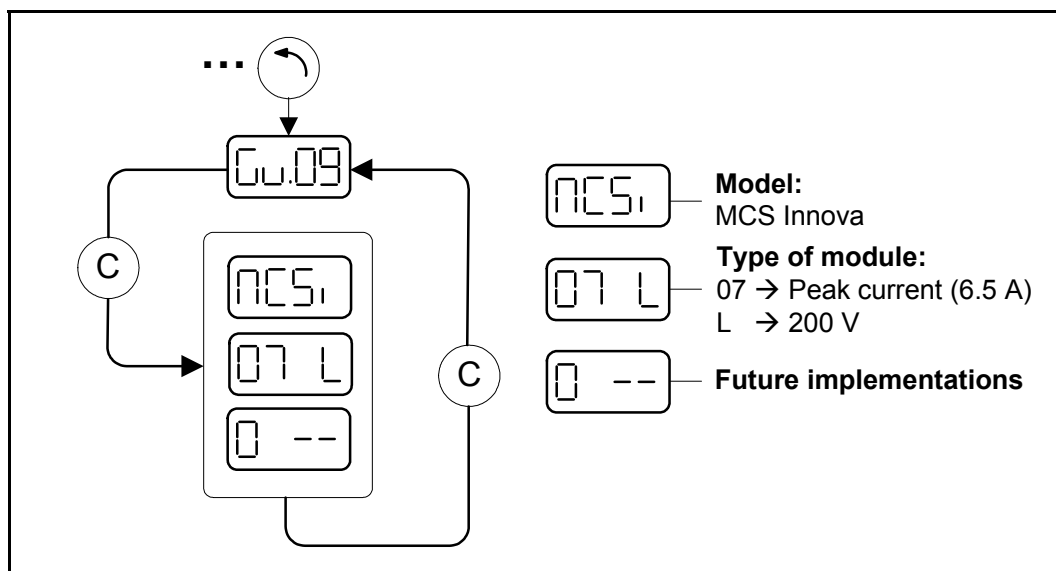 ...
GV.09
C
MCSi
07 L
0 --
C
MCSi
Model:
MCS Innova
07 L
Type of module:
07 → Peak current (6.5 A)
L → 200 V
0 --
Future implementations